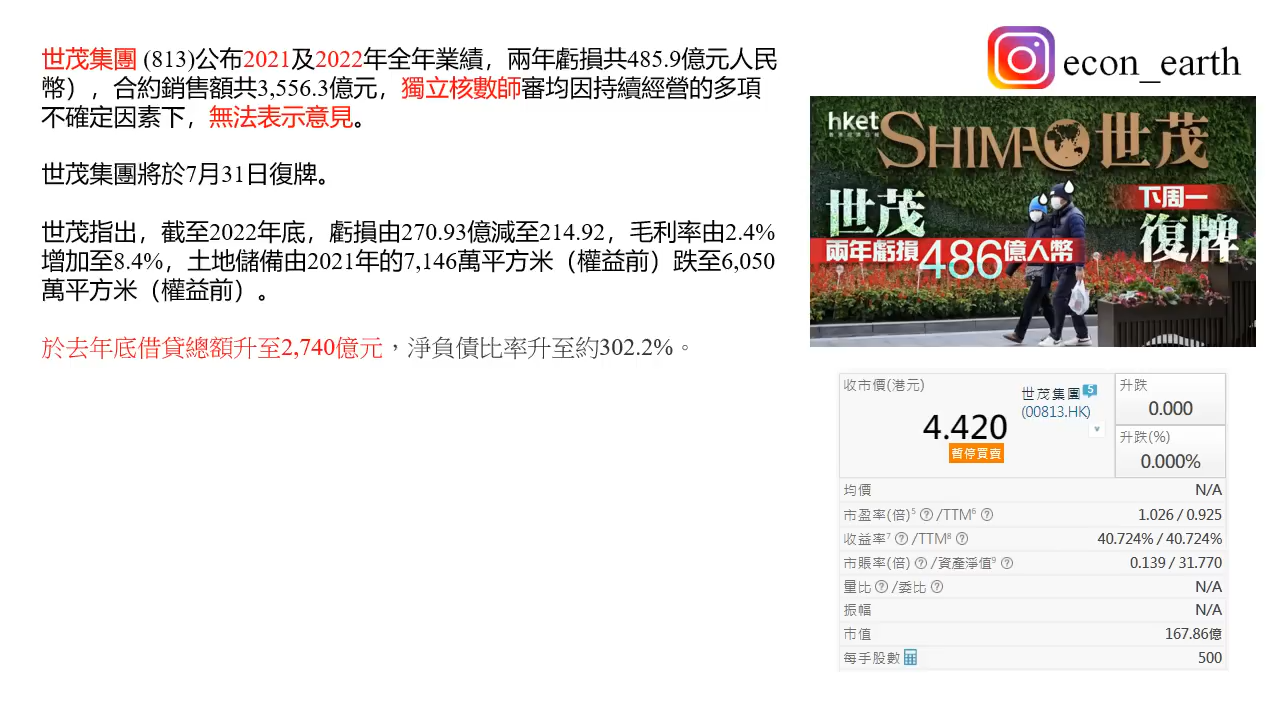 世茂集團 (813)公布2021及2022年全年業績，兩年虧損共485.9億元人民
幣），合約銷售額共3,556.3億元，獨立核數師審均因持續經營的多項
不確定因素下，無法表示意見。
世茂集團將於7月31日復牌。
世茂指出，截至2022年底，虧損由270.93億減至214.92，毛利率由2.4%
增加至8.4%，土地儲備由2021年的7,146萬平方米（權益前）跌至6,050
萬平方米（權益前）。
於去年底借貸總額升至2,740億元，淨負債比率升至約302.2%。
econ_earth
hket
SHIMAO世茂
世茂
兩年虧損486億人幣
下周一
復牌
收市價(港元)
4.420
暫停買賣
世茂集團 5
(00813.HK)
升跌
0.000
升跌(%)
0.000%
均價 N/A
市盈率(倍)5 ? /TTM6 ? 1.026 / 0.925
收益率7 ? /TTM8 ? 40.724% / 40.724%
市賬率(倍) ? /資產淨值9 ? 0.139 / 31.770
量比 ? /委比 ? N/A
振幅 N/A
市值 167.86億
每手股數 500